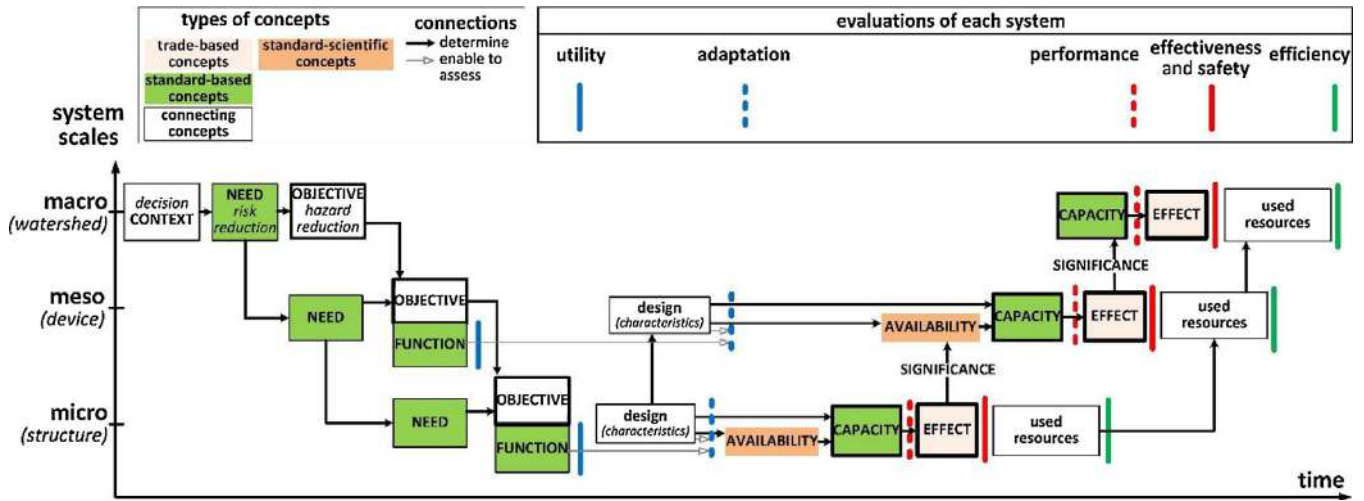 types of concepts
trade-based
concepts
standard-scientific
concepts
standard-based
concepts
connecting
concepts
connections
determine
enable to
assess
evaluations of each system
utility
adaptation
performance
effectiveness
and safety
efficiency
system
scales
macro
(watershed)
decision
CONTEXT
NEED
risk
reduction
OBJECTIVE
hazard
reduction
CAPACITY
EFFECT
used
resources
SIGNIFICANCE
meso
(device)
NEED
OBJECTIVE
FUNCTION
design
(characteristics)
AVAILABILITY
CAPACITY
EFFECT
used
resources
SIGNIFICANCE
micro
(structure)
NEED
OBJECTIVE
FUNCTION
design
(characteristics)
AVAILABILITY
CAPACITY
EFFECT
used
resources
time